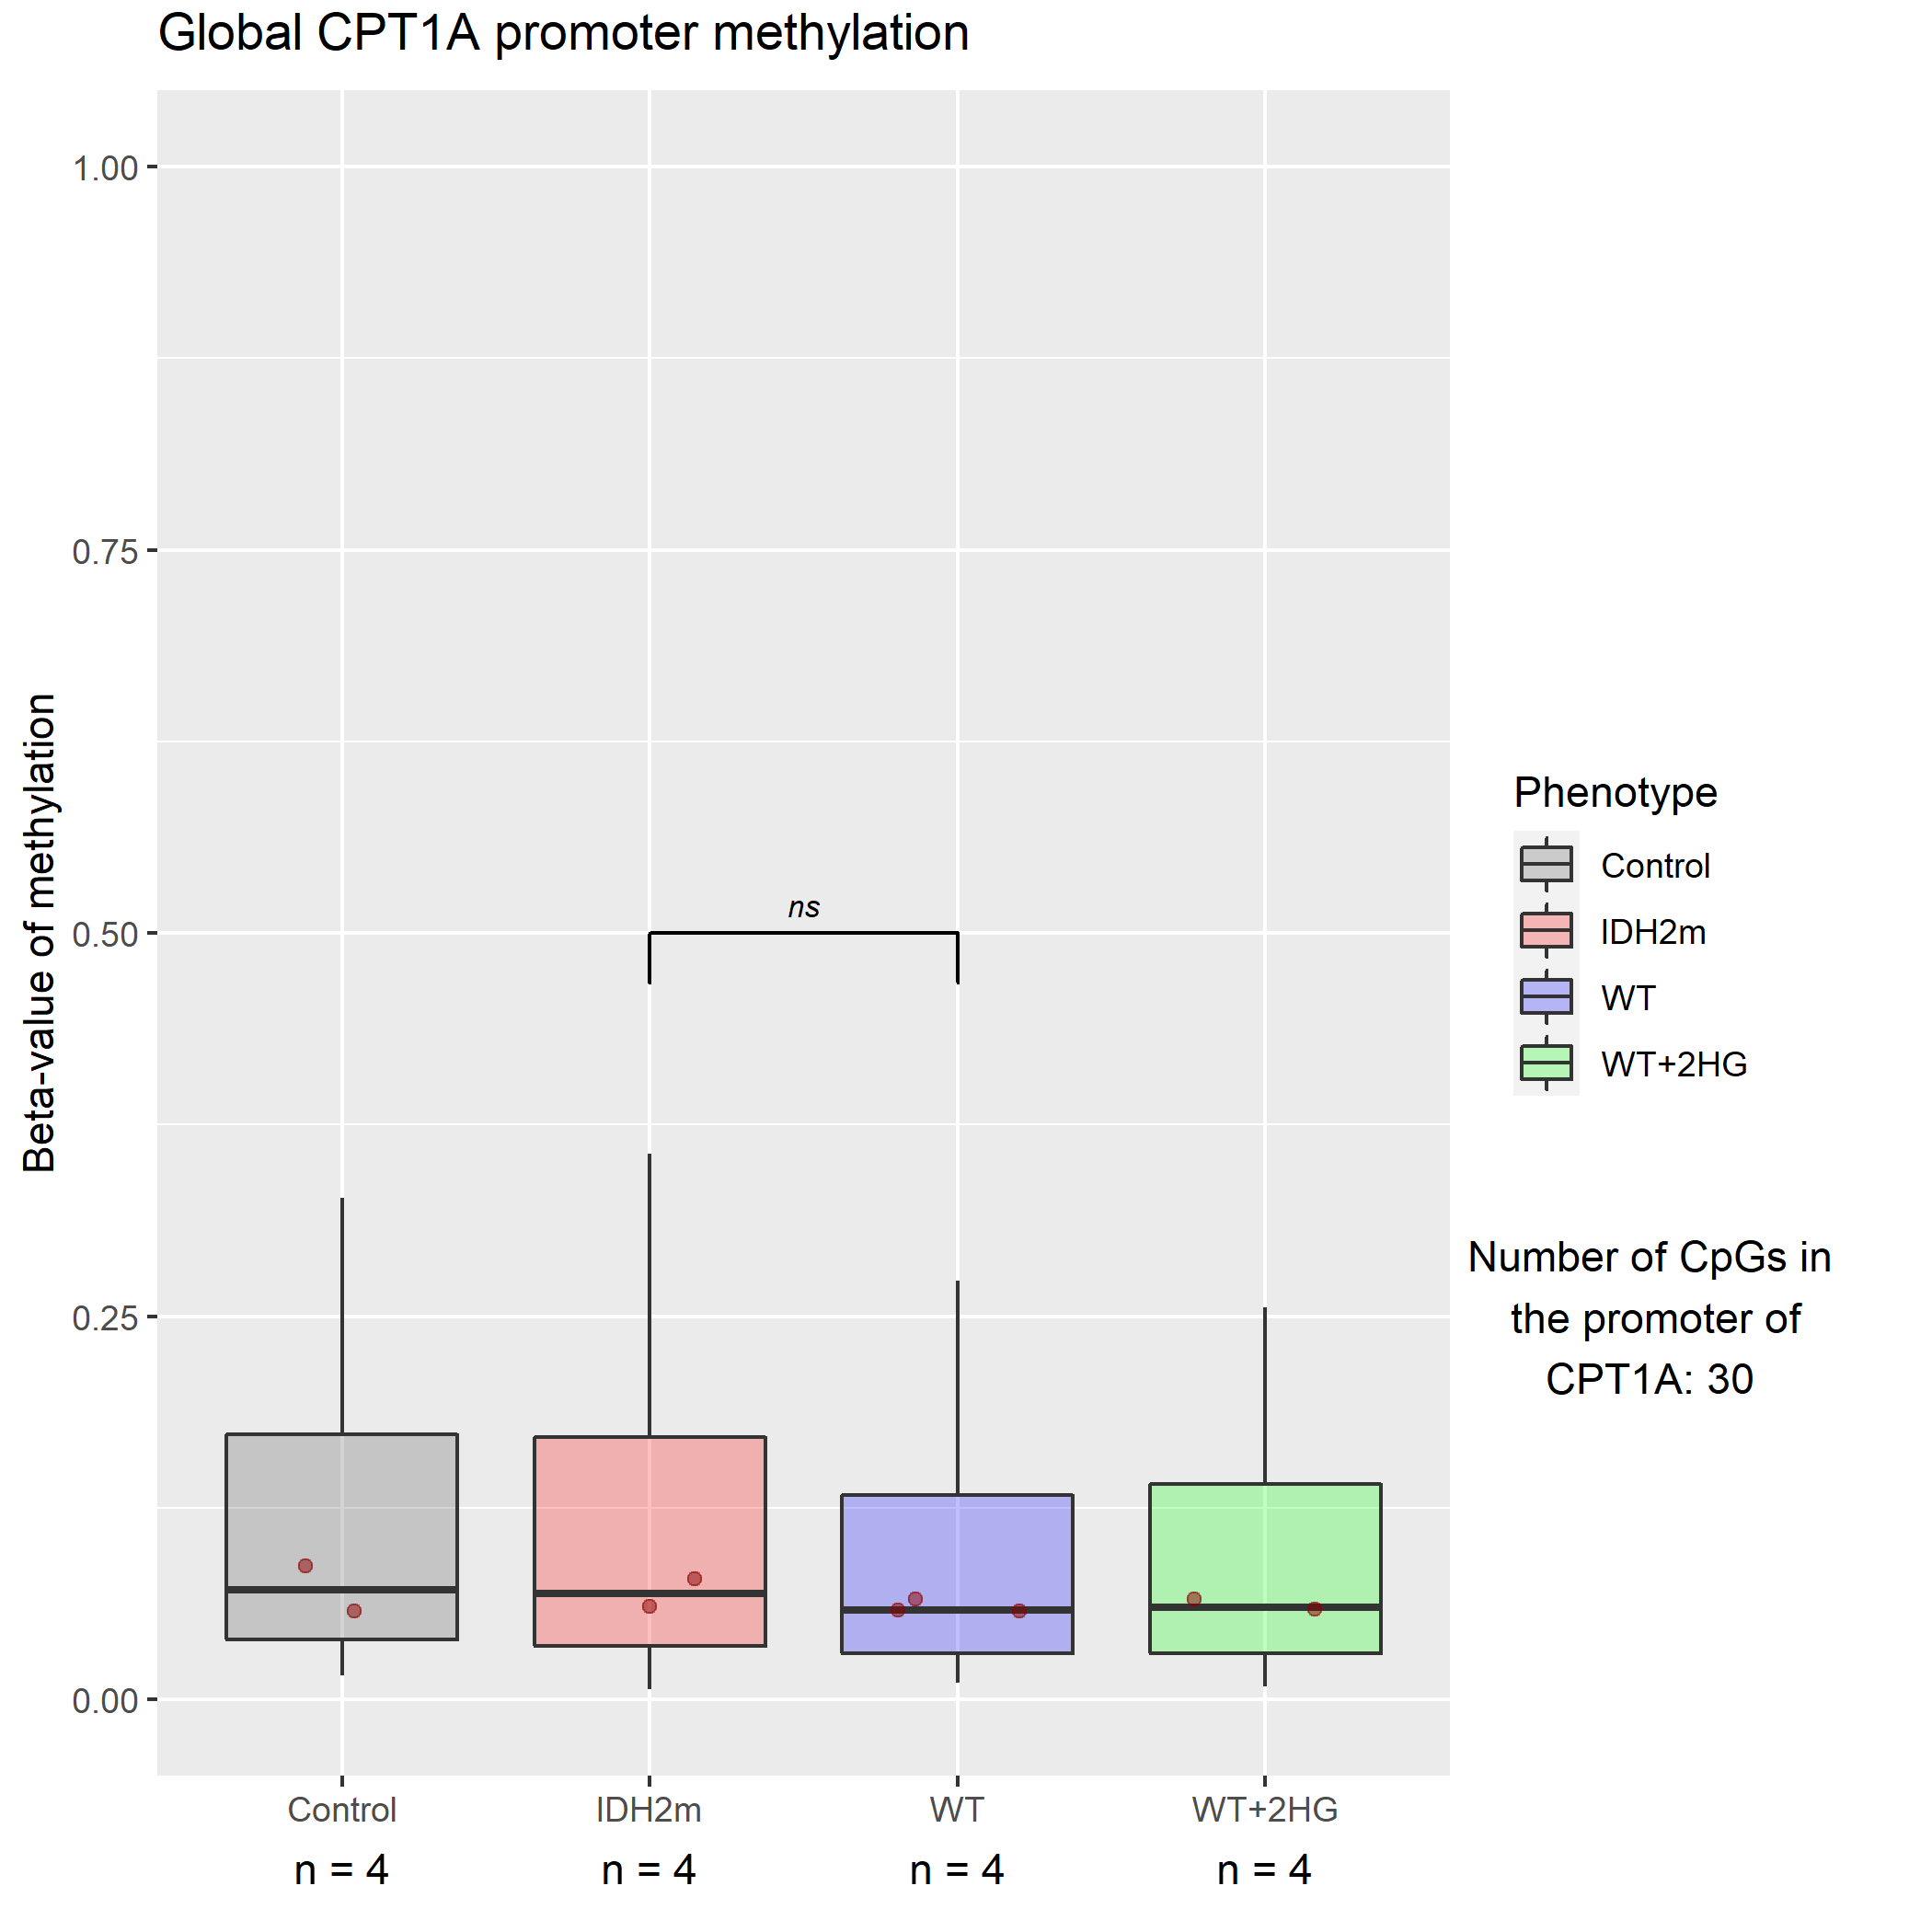 Global CPT1A promoter methylation
Beta-value of methylation
1.00
0.75
0.50
0.25
0.00
ns
Control
IDH2m
WT
WT+2HG
n = 4
n = 4
n = 4
n = 4
Phenotype
Control
IDH2m
WT
WT+2HG
Number of CpGs in
the promoter of
CPT1A: 30